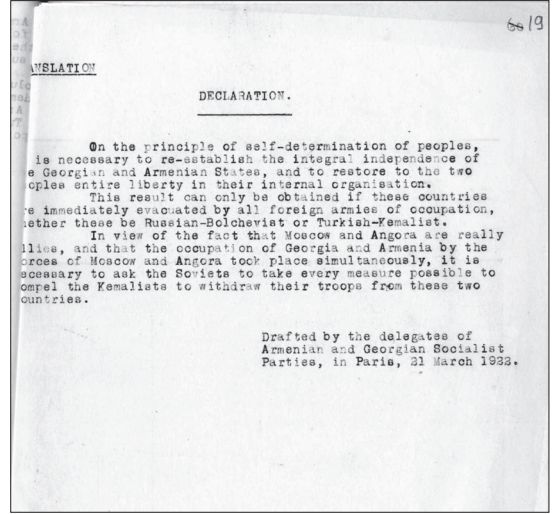 19
ANSLATION
DECLARATION.
On the principle of self-determination of peoples,
is necessary to re-establish the integral independence of
e Georgian and Armenian States, and to restore to the two
oples entire liberty in their internal organisation.
This result can only be obtained if these countries
re immediately evacuated by all foreign armies of occupation,
hether these be Russian-Bolchevist or Turkish-Kemalist.
In view of the fact that Moscow and Angora are really
llies, and that the occupation of Georgia and Armenia by the
orces of Moscow and Angora took place simultaneously, it is
ecessary to ask the Soviets to take every measure possible to
ompel the Kemalists to withdraw their troops from these two
ountries.
Drafted by the delegates of
Armenian and Georgian Socialist
Parties, in Paris, 21 March 1922.